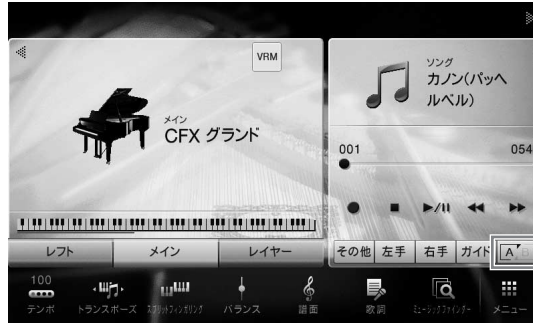 VRM
メイン
CFX グランド
ソング
カノン(パッヘ
ルベル)
001
054
レフト
メイン
レイヤー
その他
左手
右手
ガイド
A
B
100
テンポ
トランスポーズ
スプリットフィンガリング
バランス
譜面
歌詞
ミュージックファインダー
メニュー